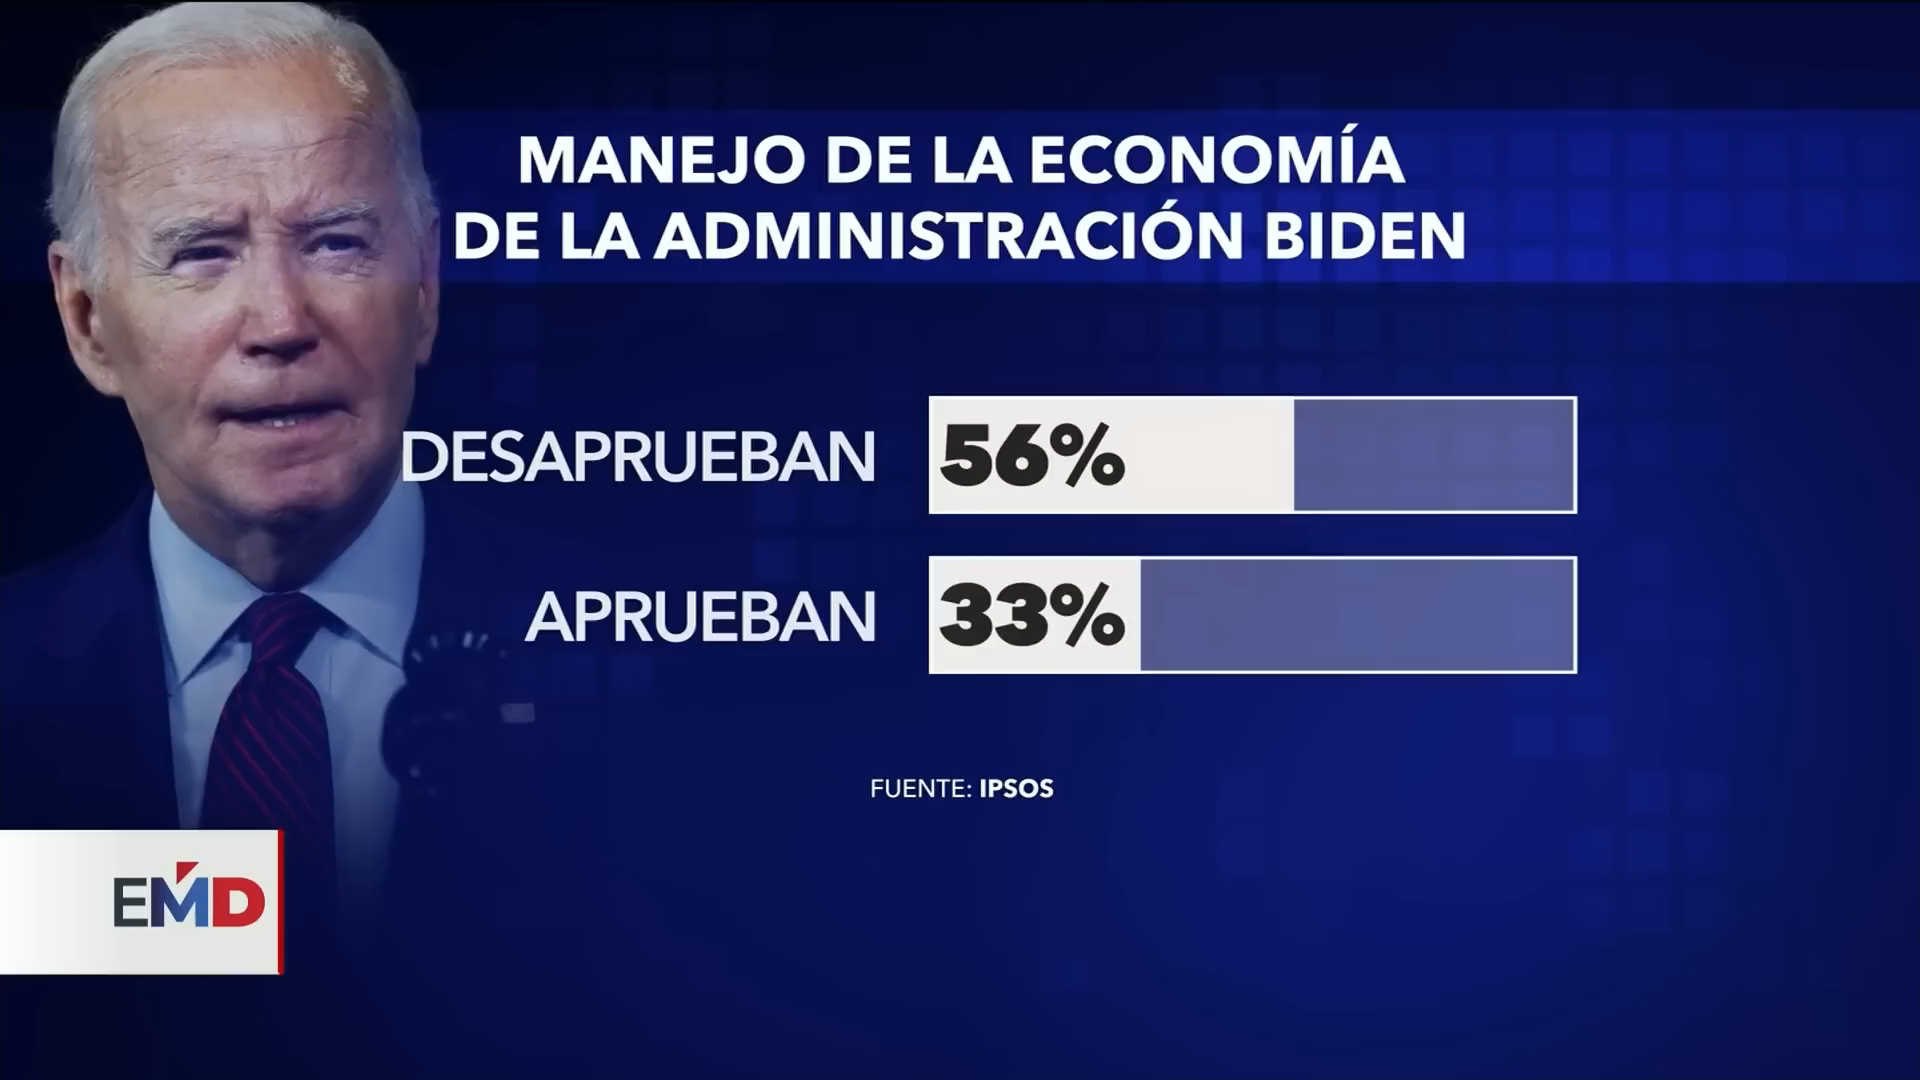 MANEJO DE LA ECONOMÍA
DE LA ADMINISTRACIÓN BIDEN
DESAPRUEBAN 56%
APRUEBAN 33%
FUENTE: IPSOS
EMD